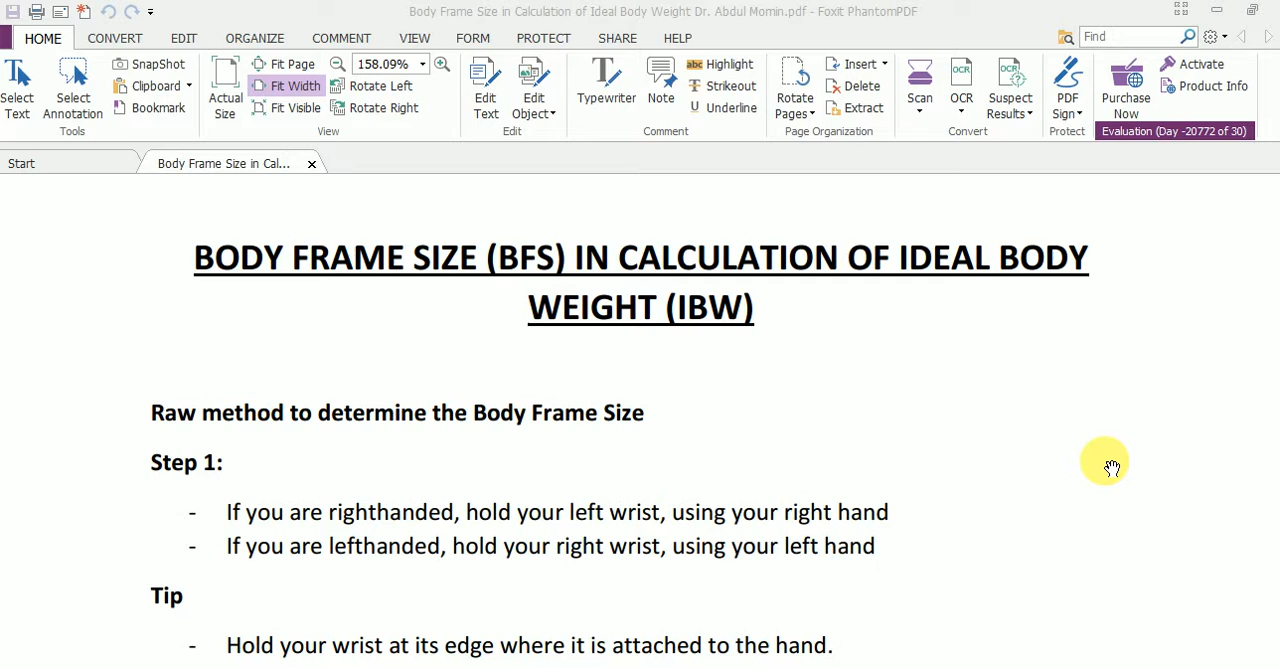 Body Frame Size in Calculation of Ideal Body Weight Dr. Abdul Momin.pdf - Foxit PhantomPDF
HOME CONVERT EDIT ORGANIZE COMMENT VIEW FORM PROTECT SHARE HELP Find
Select Text
Select Annotation
SnapShot
Clipboard
Bookmark
Tools
Actual Size
Fit Page
Fit Width
Fit Visible
158.09%
Rotate Left
Rotate Right
View
Edit Text
Edit Object
Edit
Typewriter
Note
abc Highlight
Strikeout
U Underline
Comment
Rotate Pages
Insert
Delete
Extract
Page Organization
Scan
OCR
OCR
OCR
Suspect Results
Convert
PDF Sign
Protect
Purchase Now
Activate
Product Info
Evaluation (Day -20772 of 30)
Start
Body Frame Size in Cal... ×
BODY FRAME SIZE (BFS) IN CALCULATION OF IDEAL BODY
WEIGHT (IBW)
Raw method to determine the Body Frame Size
Step 1:
- If you are righthanded, hold your left wrist, using your right hand
- If you are lefthanded, hold your right wrist, using your left hand
Tip
- Hold your wrist at its edge where it is attached to the hand.